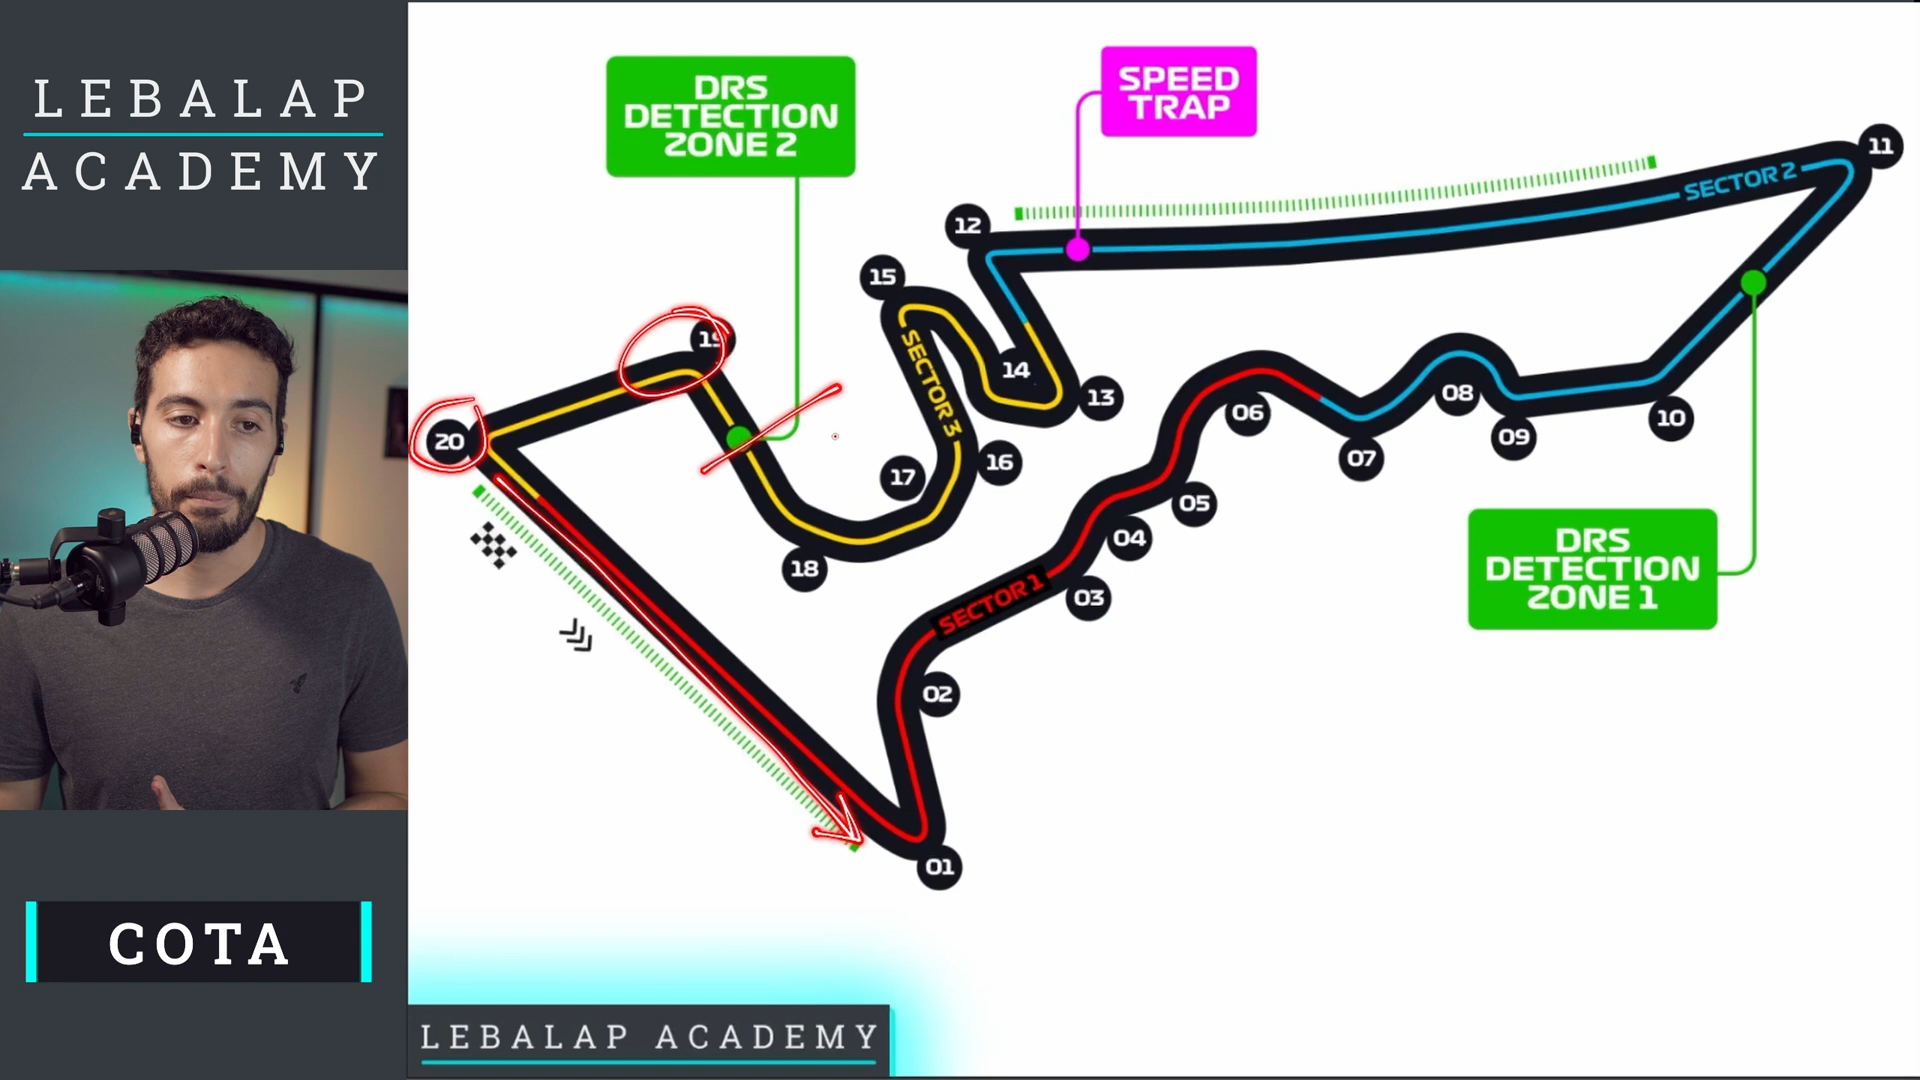 LEBALAP
ACADEMY
COTA
DRS
DETECTION
ZONE 2
SPEED
TRAP
11
SECTOR 2
12
15
19
14
13
SECTOR 3
20
06
08
10
09
07
16
17
05
04
18
03
SECTOR 1
DRS
DETECTION
ZONE 1
02
01
LEBALAP ACADEMY